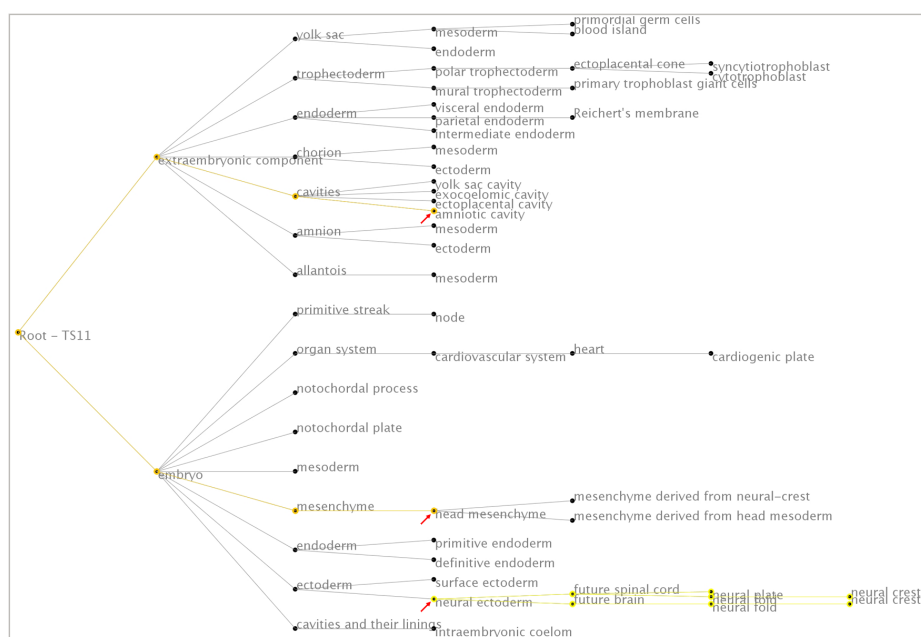 primordial germ cells
yolk sac
mesoderm
blood island
endoderm
ectoplacental cone
syncytiotrophoblast
trophectoderm
polar trophectoderm
cytotrophoblast
mural trophectoderm
primary trophoblast giant cells
visceral endoderm
endoderm
parietal endoderm
Reichert's membrane
intermediate endoderm
chorion
mesoderm
extraembryonic component
ectoderm
yolk sac cavity
cavities
exocoelomic cavity
ectoplacental cavity
amniotic cavity
amnion
mesoderm
ectoderm
allantois
mesoderm
primitive streak
node
Root - TS11
organ system
cardiovascular system
heart
cardiogenic plate
notochordal process
notochordal plate
mesoderm
embryo
mesenchyme derived from neural-crest
mesenchyme
head mesenchyme
mesenchyme derived from head mesoderm
endoderm
primitive endoderm
definitive endoderm
ectoderm
surface ectoderm
future spinal cord
neural plate
neural crest
neural ectoderm
future brain
neural fold
neural crest
neural fold
cavities and their linings
intraembryonic coelom